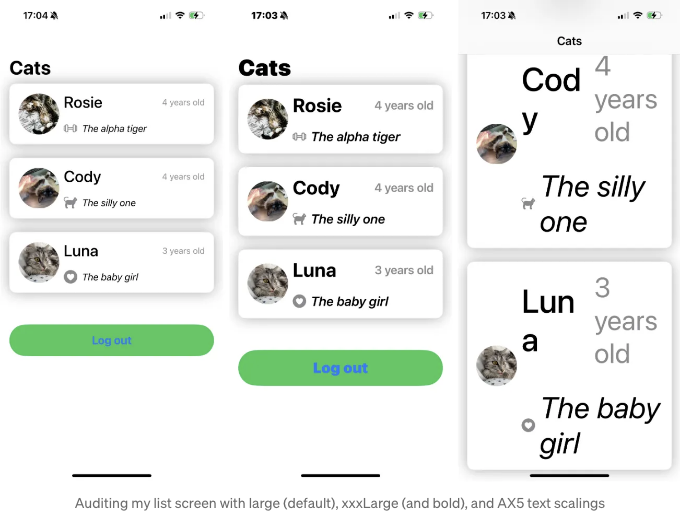 17:04
Cats
Rosie
4 years old
The alpha tiger
Cody
4 years old
The silly one
Luna
3 years old
The baby girl
Log out
17:03
Cats
Rosie
4 years old
The alpha tiger
Cody
4 years old
The silly one
Luna
3 years old
The baby girl
Log out
17:03
Cats
Cod
y
4
years
old
The silly
one
Lun
a
3
years
old
The baby
girl
Auditing my list screen with large (default), xxxLarge (and bold), and AX5 text scalings